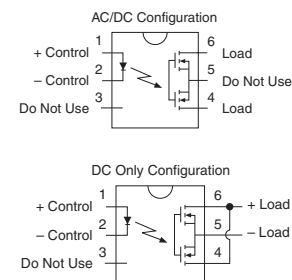 AC/DC Configuration
1 6
+ Control Load
2 5
– Control Do Not Use
3 4
Do Not Use Load
DC Only Configuration
1 6
+ Control + Load
2 5
– Control – Load
3 4
Do Not Use